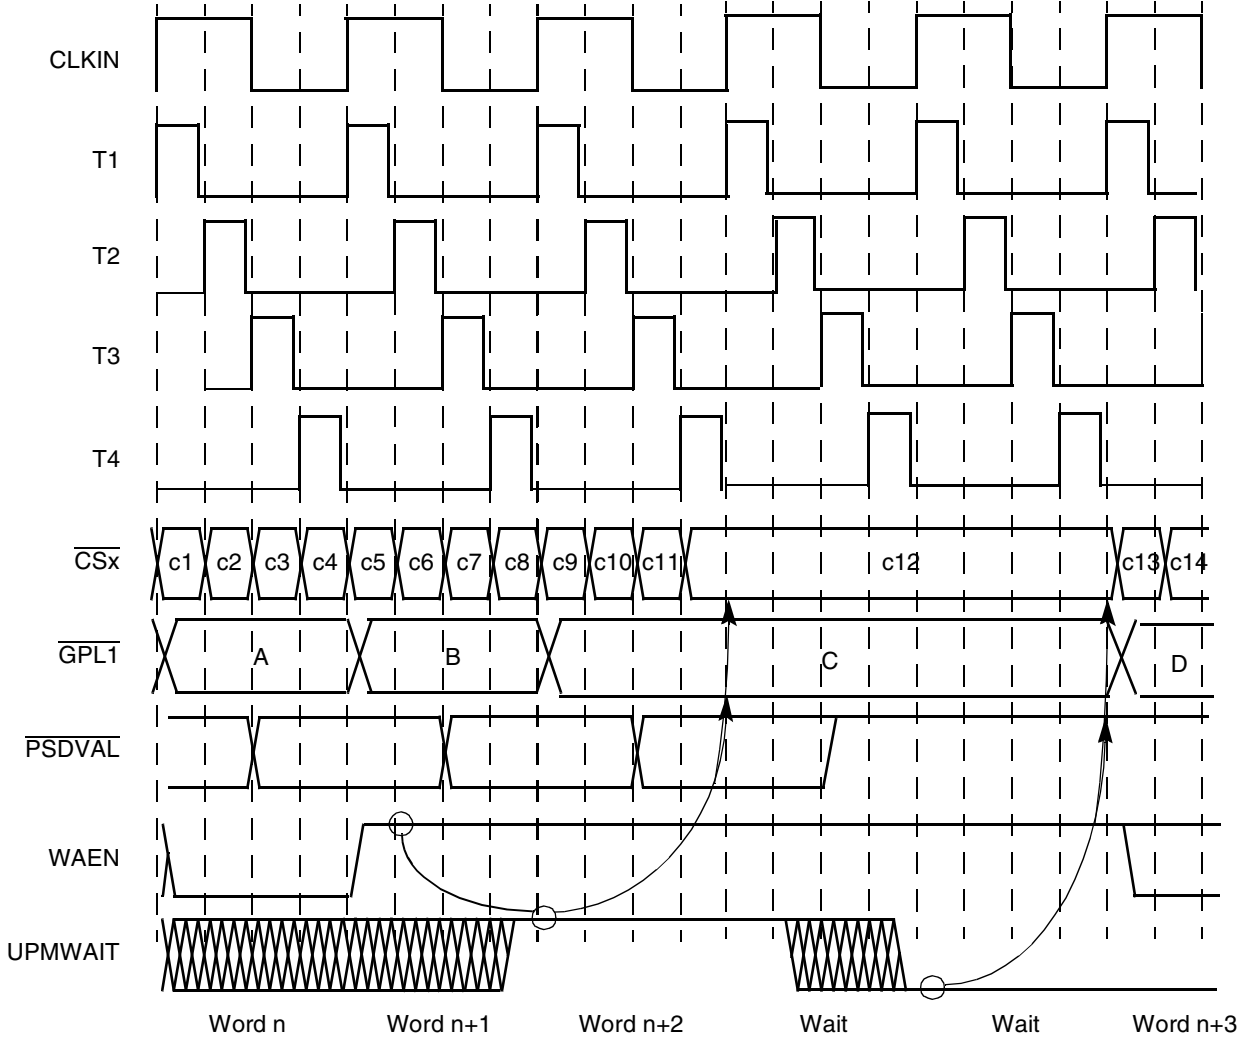 CLKIN
T1
T2
T3
T4
CSx c1 c2 c3 c4 c5 c6 c7 c8 c9 c10 c11 c12 c13 c14
GPL1 A B C D
PSDVAL
WAEN
UPMWAIT
Word n Word n+1 Word n+2 Wait Wait Word n+3